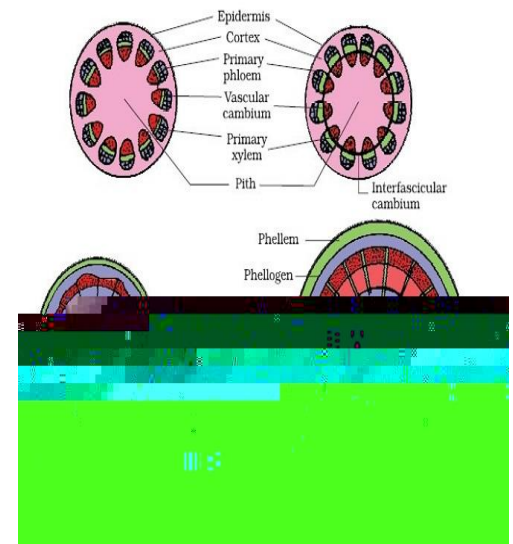 Epidermis
Cortex
Primary
phloem
Vascular
cambium
Primary
xylem
Pith
Interfascicular
cambium
Phellem
Phellogen